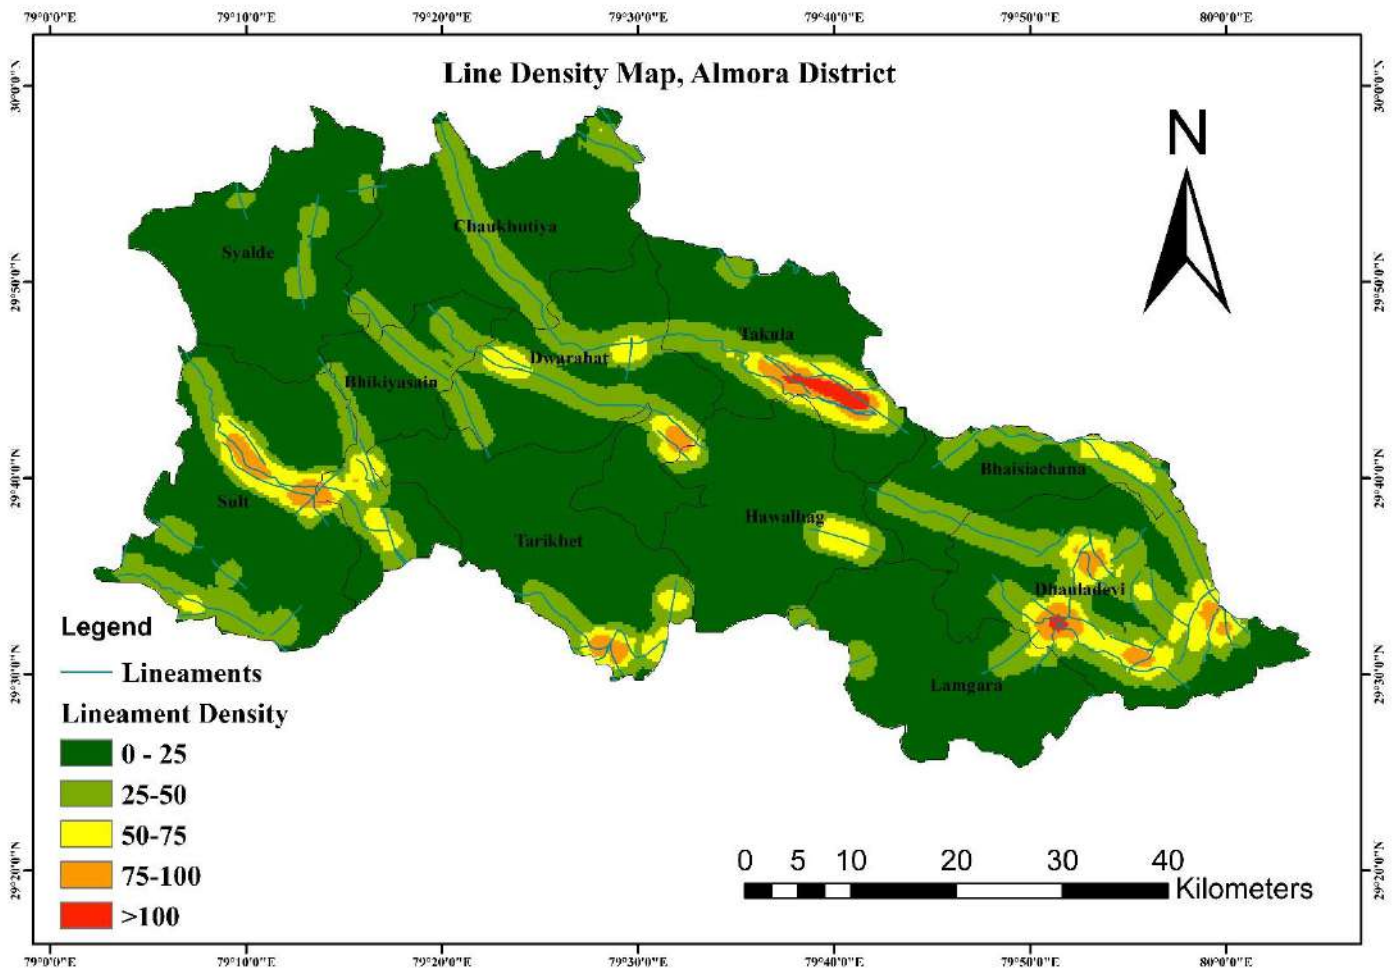 79°0'0"E 79°10'0"E 79°20'0"E 79°30'0"E 79°40'0"E 79°50'0"E 80°0'0"E
Line Density Map, Almora District
30°0'0"N
30°0'0"N
N
Chaukhutiya
Syalde
29°50'0"N
29°50'0"N
Takula
Dwarahat
Bhikiyasain
Bhaisiachana
29°40'0"N
29°40'0"N
Sult
Hawalbag
Tarikhet
Dhauladevi
Lamgara
29°30'0"N
29°30'0"N
Legend
Lineaments
Lineament Density
0 - 25
25-50
50-75
75-100
>100
0 5 10 20 30 40
Kilometers
29°20'0"N
29°20'0"N
79°0'0"E 79°10'0"E 79°20'0"E 79°30'0"E 79°40'0"E 79°50'0"E 80°0'0"E